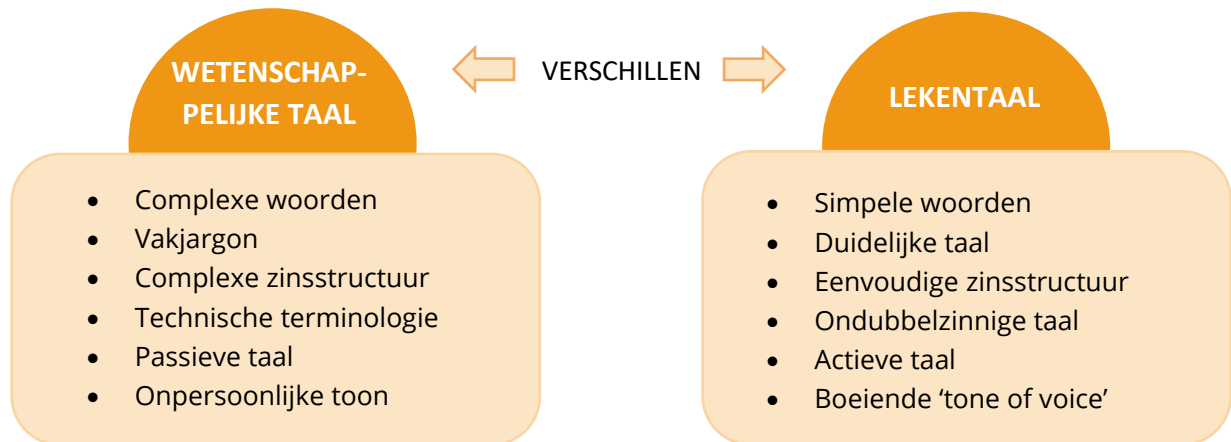 WETENSCHAP-
PELIJKE TAAL
VERSCHILLEN
LEKENTAAL
• Complexe woorden
• Vakjargon
• Complexe zinsstructuur
• Technische terminologie
• Passieve taal
• Onpersoonlijke toon
• Simpele woorden
• Duidelijke taal
• Eenvoudige zinsstructuur
• Ondubbelzinnige taal
• Actieve taal
• Boeiende ‘tone of voice’